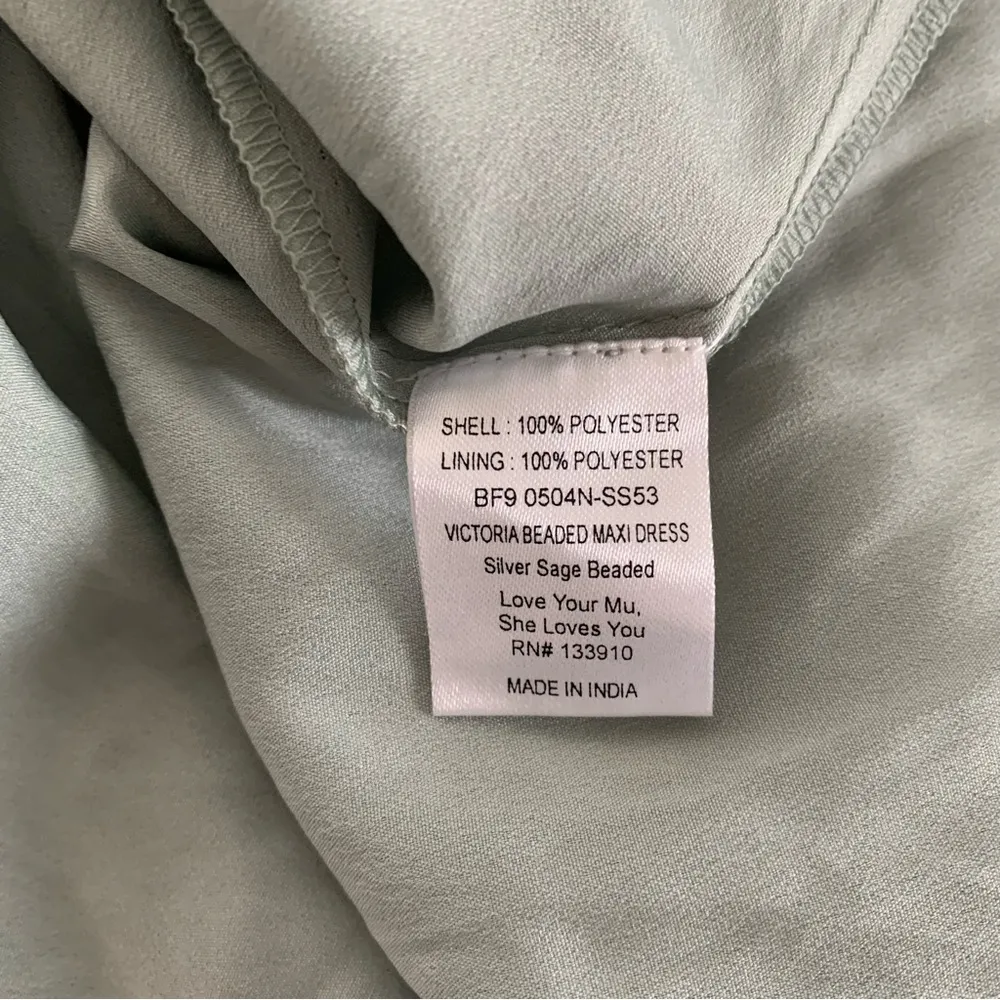 SHELL : 100% POLYESTER
LINING : 100% POLYESTER
BF9 0504N-SS53
VICTORIA BEADED MAXI DRESS
Silver Sage Beaded
Love Your Mu,
She Loves You
RN# 133910
MADE IN INDIA